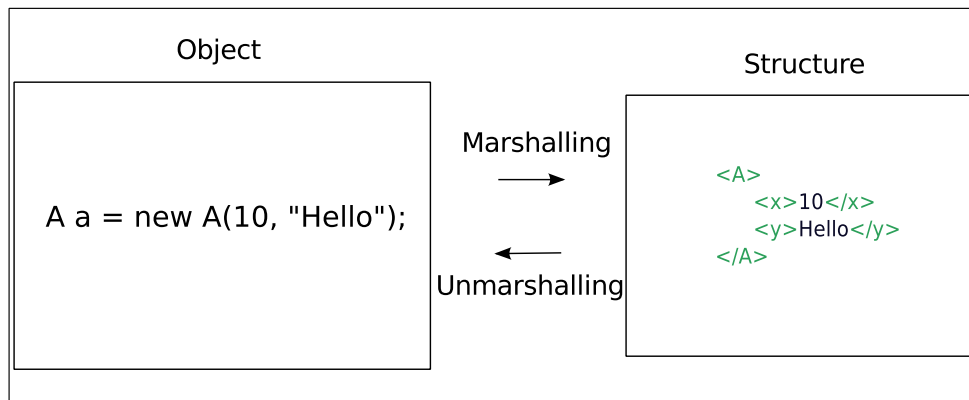 Object
A a = new A(10, "Hello");
Marshalling
Unmarshalling
Structure
<A>
<x>10</x>
<y>Hello</y>
</A>